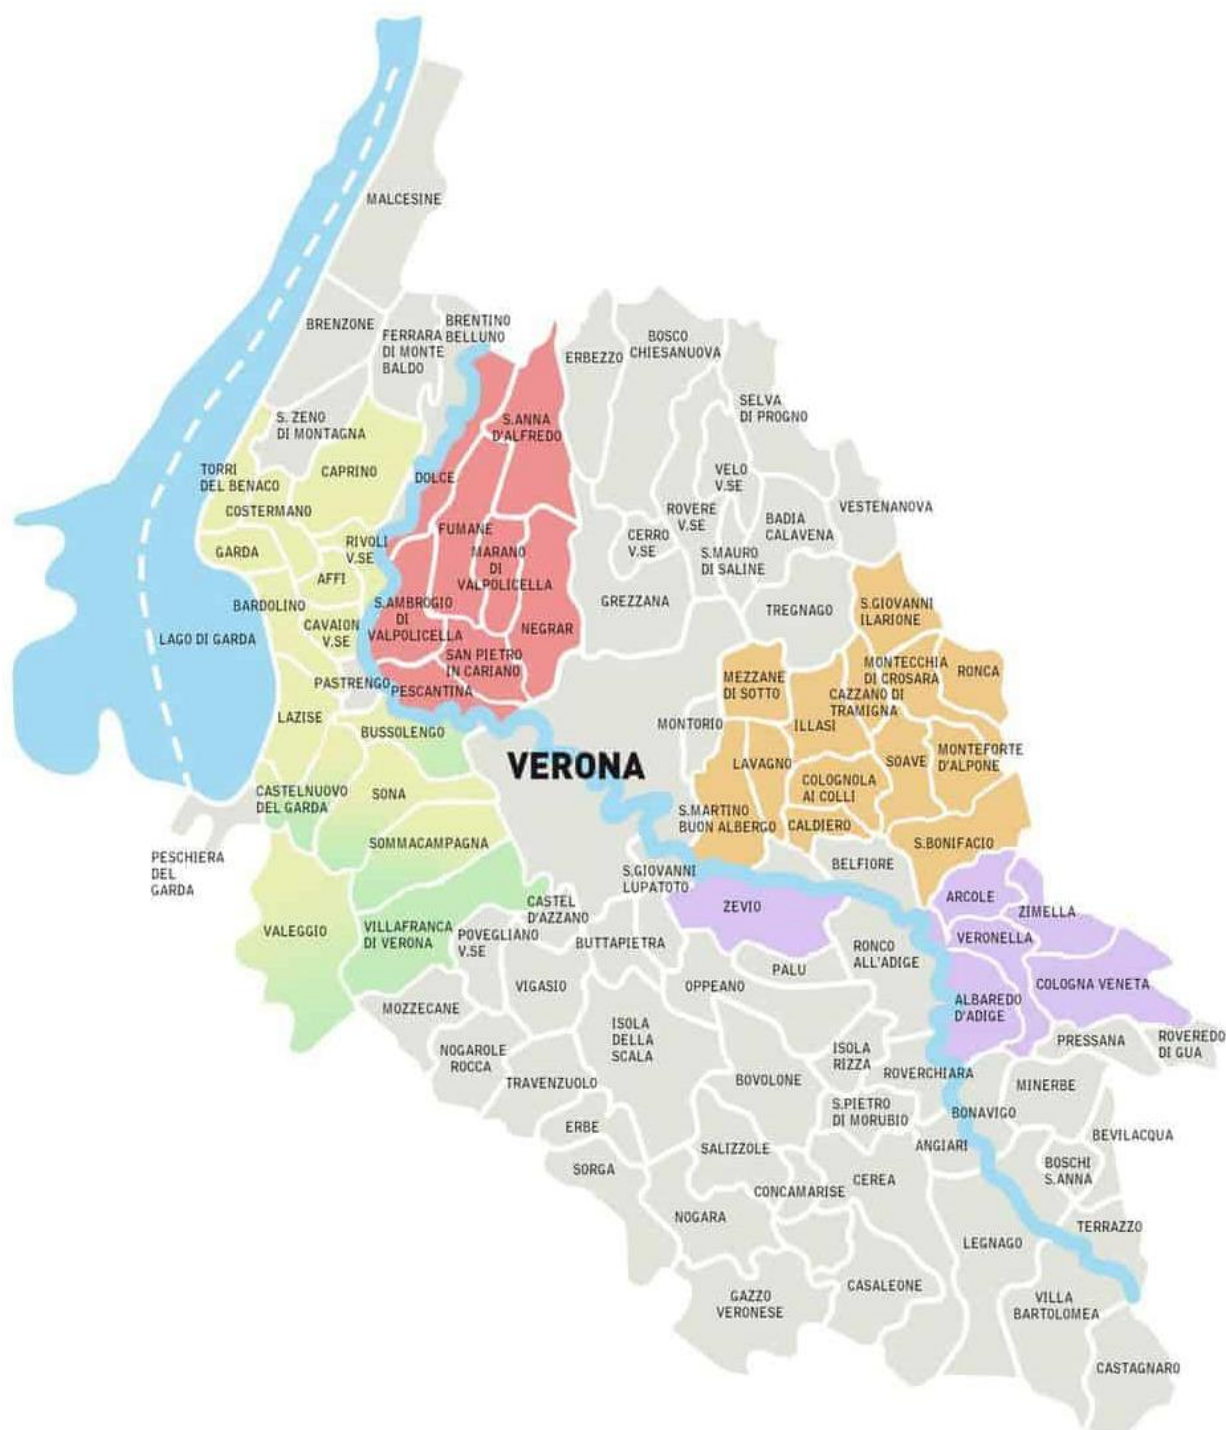 MALCESINE
BRENZONE
FERRARA
DI MONTE
BALDO
BRENTINO
BELLUNO
ERBEZZO
BOSCO
CHIESANUOVA
SELVA
DI PROGNO
S. ZENO
DI MONTAGNA
S.ANNA
D'ALFREDO
TORRI
DEL BENACO
CAPRINO
DOLCE
VELO
V.SE
COSTERMANO
VESTENANOVA
ROVERE
V.SE
BADIA
CALAVENA
FUMANE
CERRO
V.SE
GARDA
RIVOLI
V.SE
MARANO
DI
VALPOLICELLA
S.MAURO
DI SALINE
AFFI
BARDOLINO
S.AMBROGIO
DI
VALPOLICELLA
GREZZANA
TREGNAGO
S.GIOVANNI
ILARIONE
LAGO DI GARDA
CAVAION
V.SE
NEGRAR
SAN PIETRO
IN CARIANO
PASTRENGO
PESCANTINA
MEZZANE
DI SOTTO
MONTECCHIA
DI CROSARA
RONCA
CAZZANO DI
TRAMIGNA
LAZISE
BUSSOLENGO
MONTORIO
ILLASI
VERONA
LAVAGNO
SOAVE
MONTEFORTE
D'ALPONE
CASTELNUOVO
DEL GARDA
SONA
COLOGNOLA
AI COLLI
S.MARTINO
BUON ALBERGO
CALDIERO
SOMMACAMPAGNA
S.BONIFACIO
PESCHIERA
DEL
GARDA
S.GIOVANNI
LUPATOTO
BELFIORE
ARCOLE
ZIMELLA
CASTEL
D'AZZANO
ZEVIO
VALEGGIO
VILLAFRANCA
DI VERONA
POVEGLIANO
V.SE
BUTTAPIETRA
VERONELLA
RONCO
ALL'ADIGE
PALU
VIGASIO
OPPEANO
COLOGNA VENETA
MOZZECANE
ALBAREDO
D'ADIGE
ISOLA
DELLA
SCALA
PRESSANA
ROVEREDO
DI GUA
NOGAROLE
ROCCA
ISOLA
RIZZA
ROVERCHIARA
TRAVENZUOLO
BOVOLONE
MINERBE
S.PIETRO
DI MORUBIO
BONAVIGO
ERBE
BEVILACQUA
ANGIARI
SALIZZOLE
SORGA
BOSCHI
S.ANNA
CONCAMARISE
CEREA
NOGARA
TERRAZZO
LEGNAGO
CASALEONE
GAZZO
VERONESE
VILLA
BARTOLOMEA
CASTAGNARO